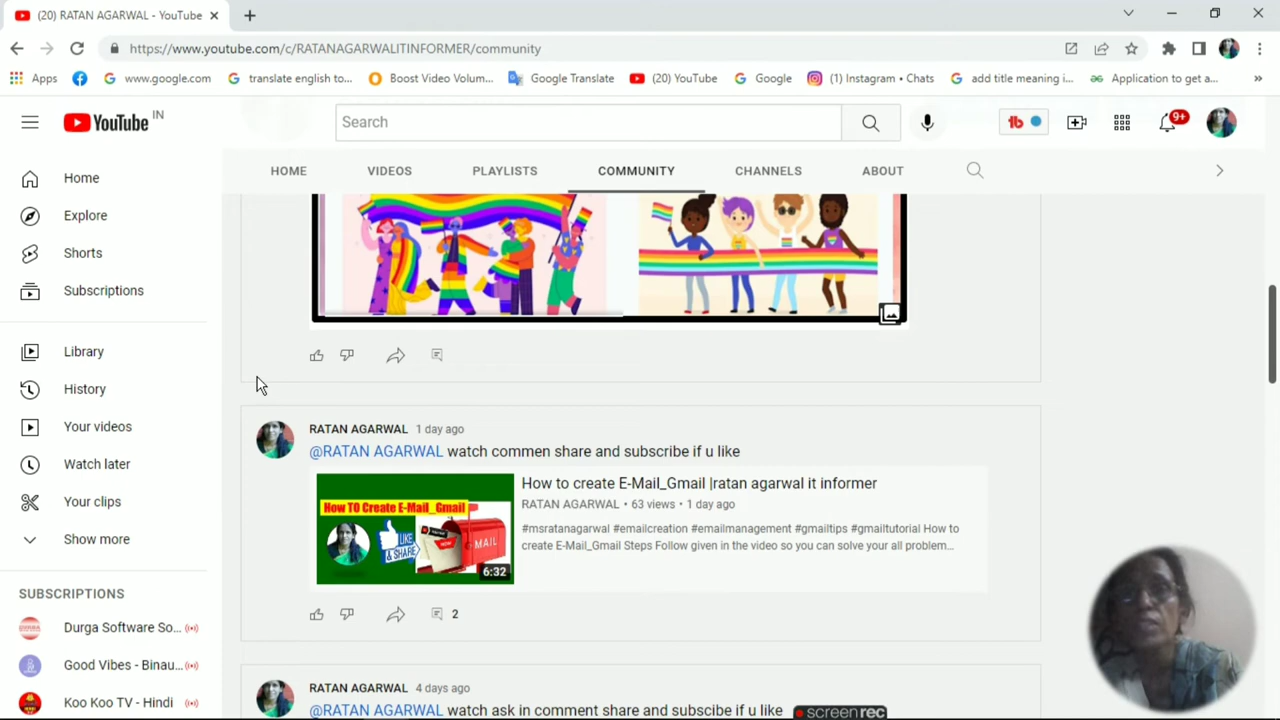 (20) RATAN AGARWAL - YouTube
https://www.youtube.com/c/RATANAGARWALITINFORMER/community
Apps
www.google.com
translate english to...
Boost Video Volum...
Google Translate
(20) YouTube
Google
(1) Instagram • Chats
add title meaning i...
Application to get a...
YouTube IN
Search
9+
HOME
VIDEOS
PLAYLISTS
COMMUNITY
CHANNELS
ABOUT
Home
Explore
Shorts
Subscriptions
Library
History
Your videos
Watch later
Your clips
Show more
SUBSCRIPTIONS
Durga Software So...
Good Vibes - Binau...
Koo Koo TV - Hindi
RATAN AGARWAL 1 day ago
@RATAN AGARWAL watch commen share and subscribe if u like
How To Create E-Mail_Gmail
LIKE
& SHARE
MAIL
6:32
How to create E-Mail_Gmail |ratan agarwal it informer
RATAN AGARWAL • 63 views • 1 day ago
#msratanagarwal #emailcreation #emailmanagement #gmailtips #gmailtutorial How to
create E-Mail_Gmail Steps Follow given in the video so you can solve your all problem...
2
RATAN AGARWAL 4 days ago
@RATAN AGARWAL watch ask in comment share and subscibe if u like
screenrec